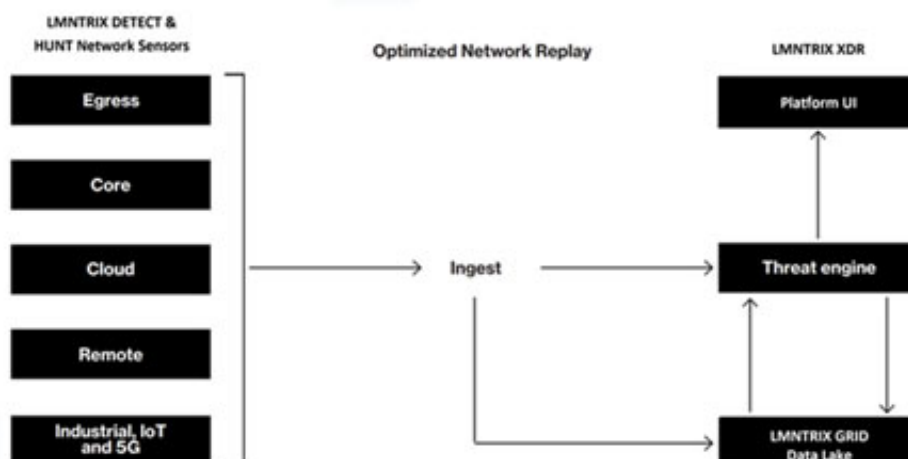 LMNTRIX DETECT &
HUNT Network Sensors
Optimized Network Replay
LMNTRIX XDR
Egress
Platform UI
Core
Cloud
Ingest
Threat engine
Remote
Industrial, IoT
and 5G
LMNTRIX GRID
Data Lake